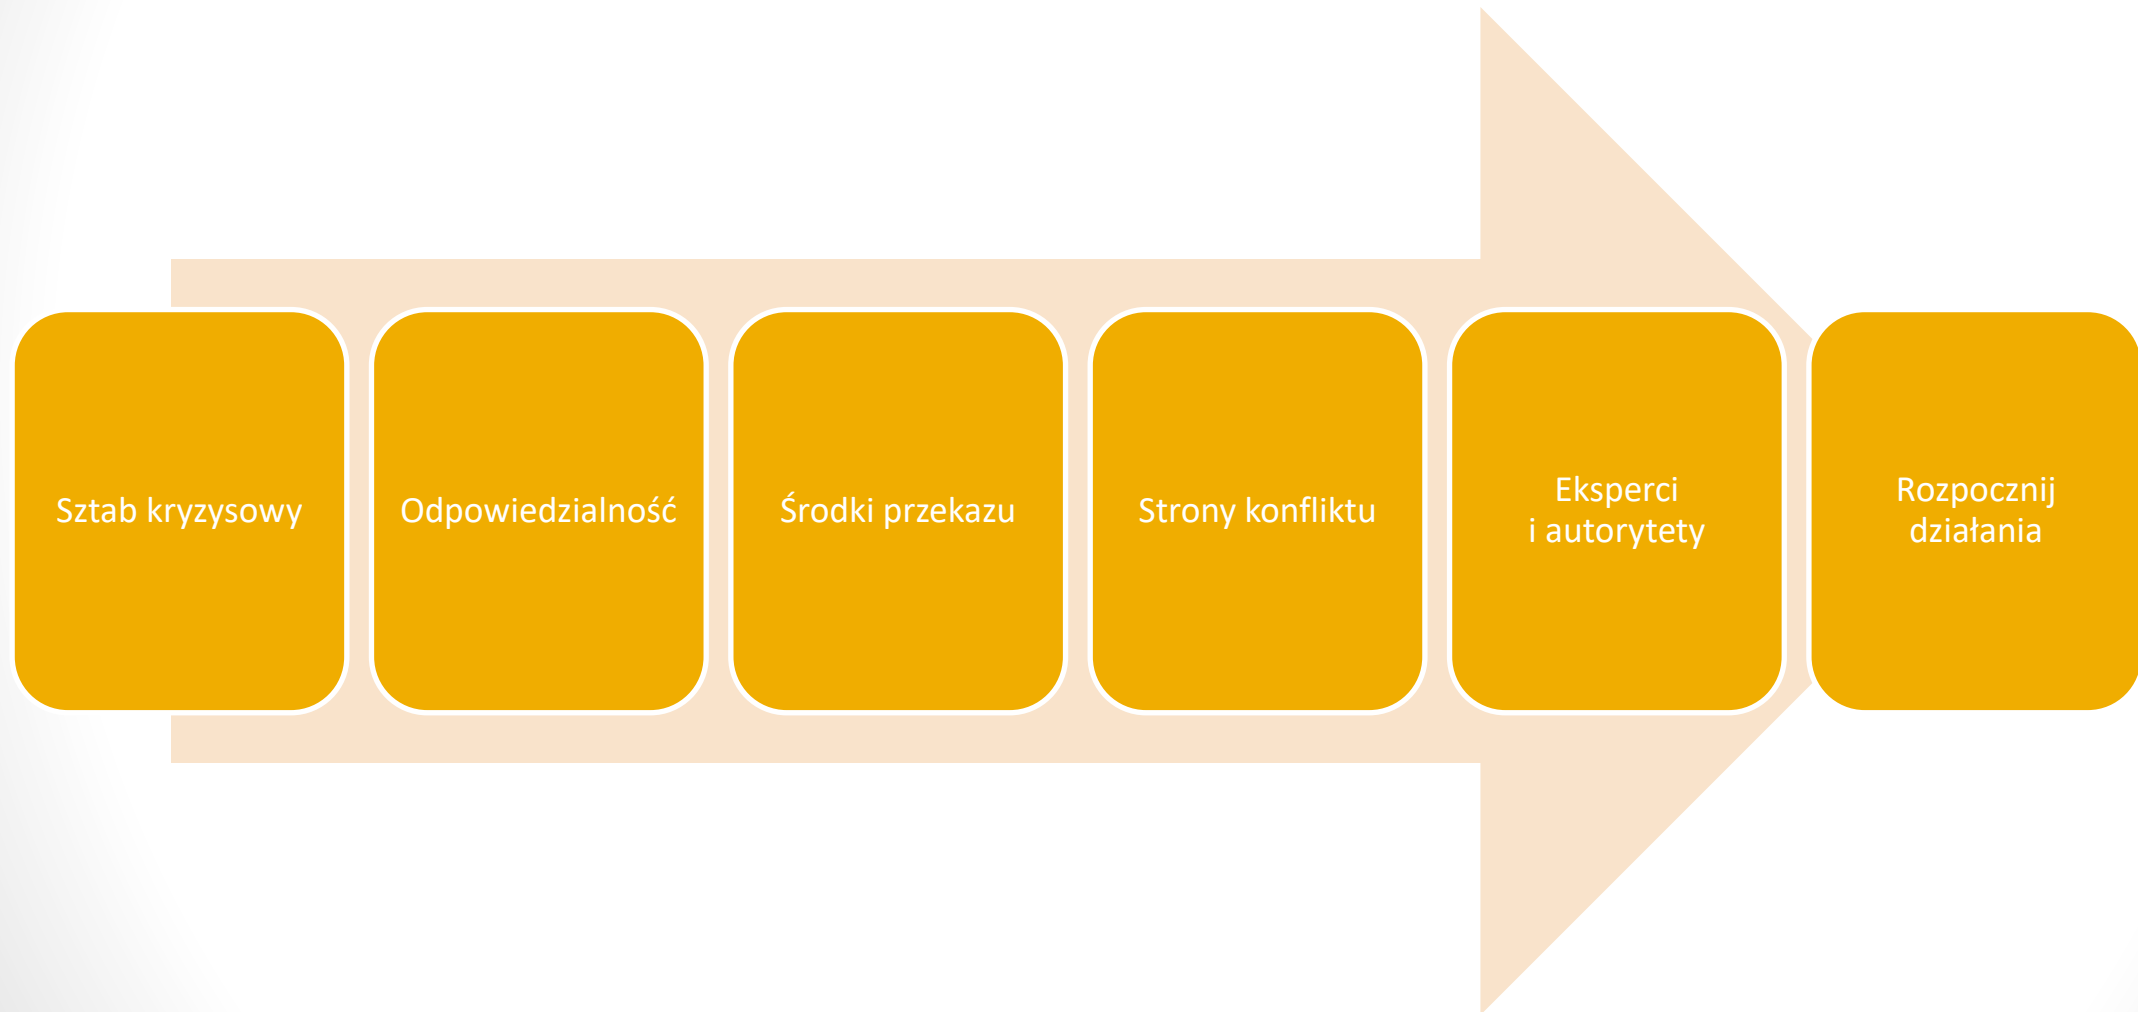 Sztab kryzysowy
Odpowiedzialność
Środki przekazu
Strony konfliktu
Eksperci
i autorytety
Rozpocznij
działania